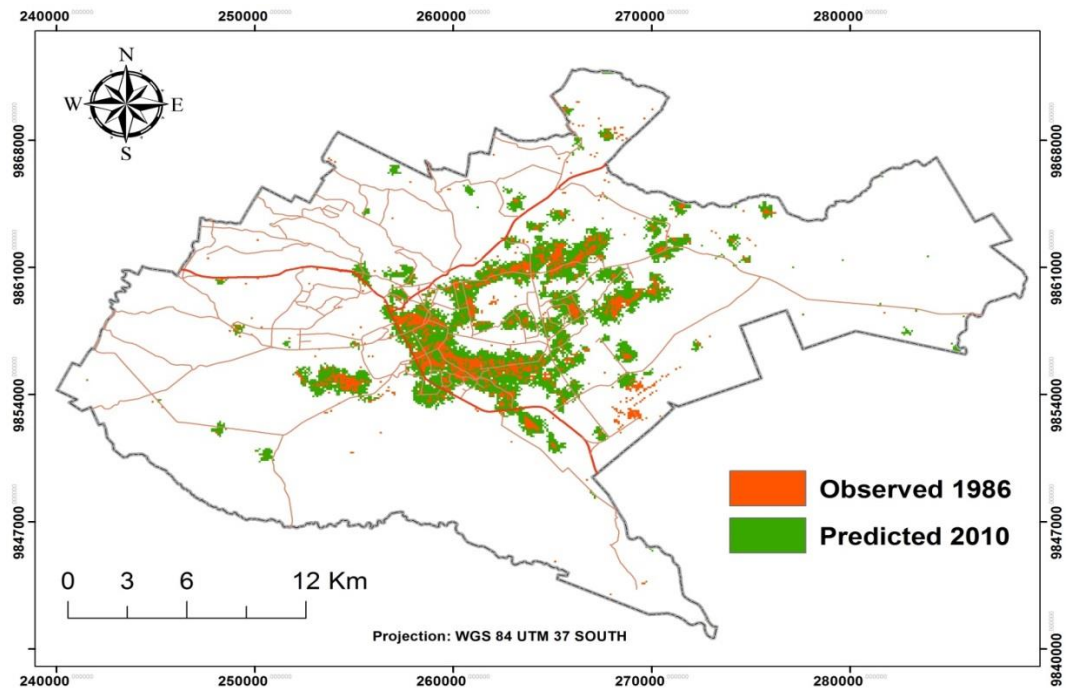 240000 250000 260000 270000 280000
N
W E
S
9868000 9868000
9861000 9861000
9854000 9854000
Observed 1986
Predicted 2010
9847000 9847000
0 3 6 12 Km
Projection: WGS 84 UTM 37 SOUTH
9840000
240000 250000 260000 270000 280000